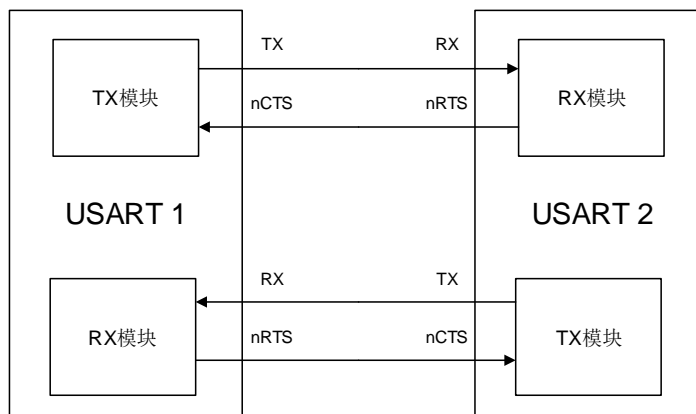 TX RX
TX模块 RX模块
nCTS nRTS
USART 1 USART 2
RX TX
RX模块 TX模块
nRTS nCTS